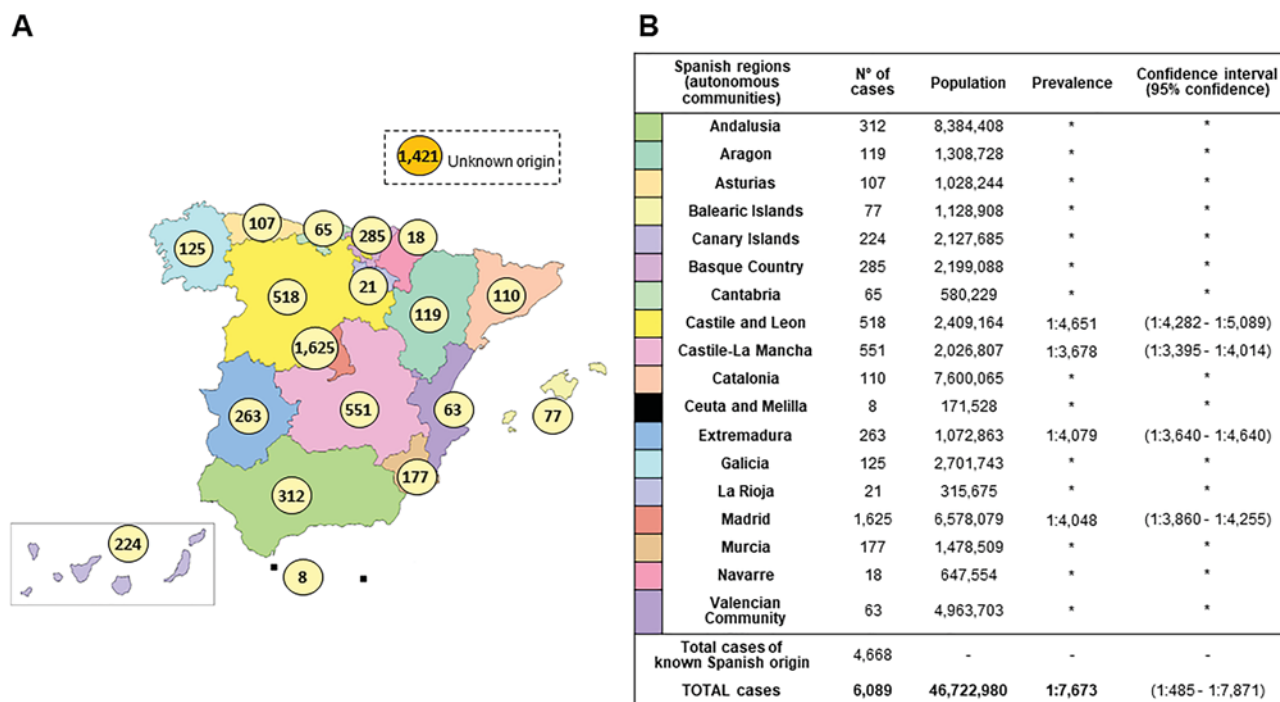 A
1,421 Unknown origin
107
65
285
18
125
21
518
110
119
1,625
263
551
63
77
177
312
224
8
B
Spanish regions
(autonomous
communities)
Nº of
cases
Population
Prevalence
Confidence interval
(95% confidence)
Andalusia 312 8,384,408 * *
Aragon 119 1,308,728 * *
Asturias 107 1,028,244 * *
Balearic Islands 77 1,128,908 * *
Canary Islands 224 2,127,685 * *
Basque Country 285 2,199,088 * *
Cantabria 65 580,229 * *
Castile and Leon 518 2,409,164 1:4,651 (1:4,282 - 1:5,089)
Castile-La Mancha 551 2,026,807 1:3,678 (1:3,395 - 1:4,014)
Catalonia 110 7,600,065 * *
Ceuta and Melilla 8 171,528 * *
Extremadura 263 1,072,863 1:4,079 (1:3,640 - 1:4,640)
Galicia 125 2,701,743 * *
La Rioja 21 315,675 * *
Madrid 1,625 6,578,079 1:4,048 (1:3,860 - 1:4,255)
Murcia 177 1,478,509 * *
Navarre 18 647,554 * *
Valencian
Community 63 4,963,703 * *
Total cases of
known Spanish origin 4,668 - - -
TOTAL cases 6,089 46,722,980 1:7,673 (1:485 - 1:7,871)